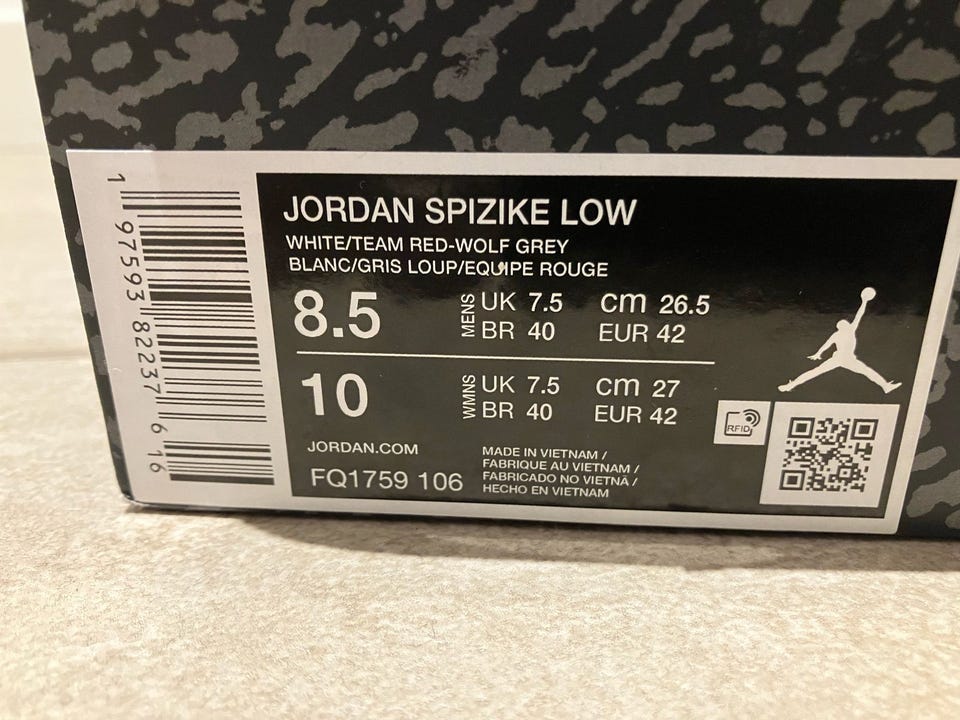 1 97593 82237 6 16
JORDAN SPIZIKE LOW
WHITE/TEAM RED-WOLF GREY
BLANC/GRIS LOUP/EQUIPE ROUGE
8.5 MENS UK 7.5 cm 26.5
BR 40 EUR 42
10 WMNS UK 7.5 cm 27
BR 40 EUR 42
JORDAN.COM
FQ1759 106
MADE IN VIETNAM /
FABRIQUE AU VIETNAM /
FABRICADO NO VIETNÃ /
HECHO EN VIETNAM
RFID